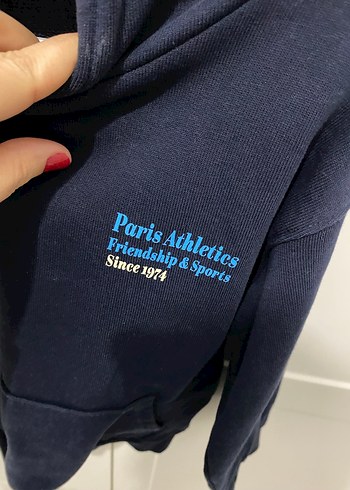 Paris Athletics
Friendship & Sports
Since 1974